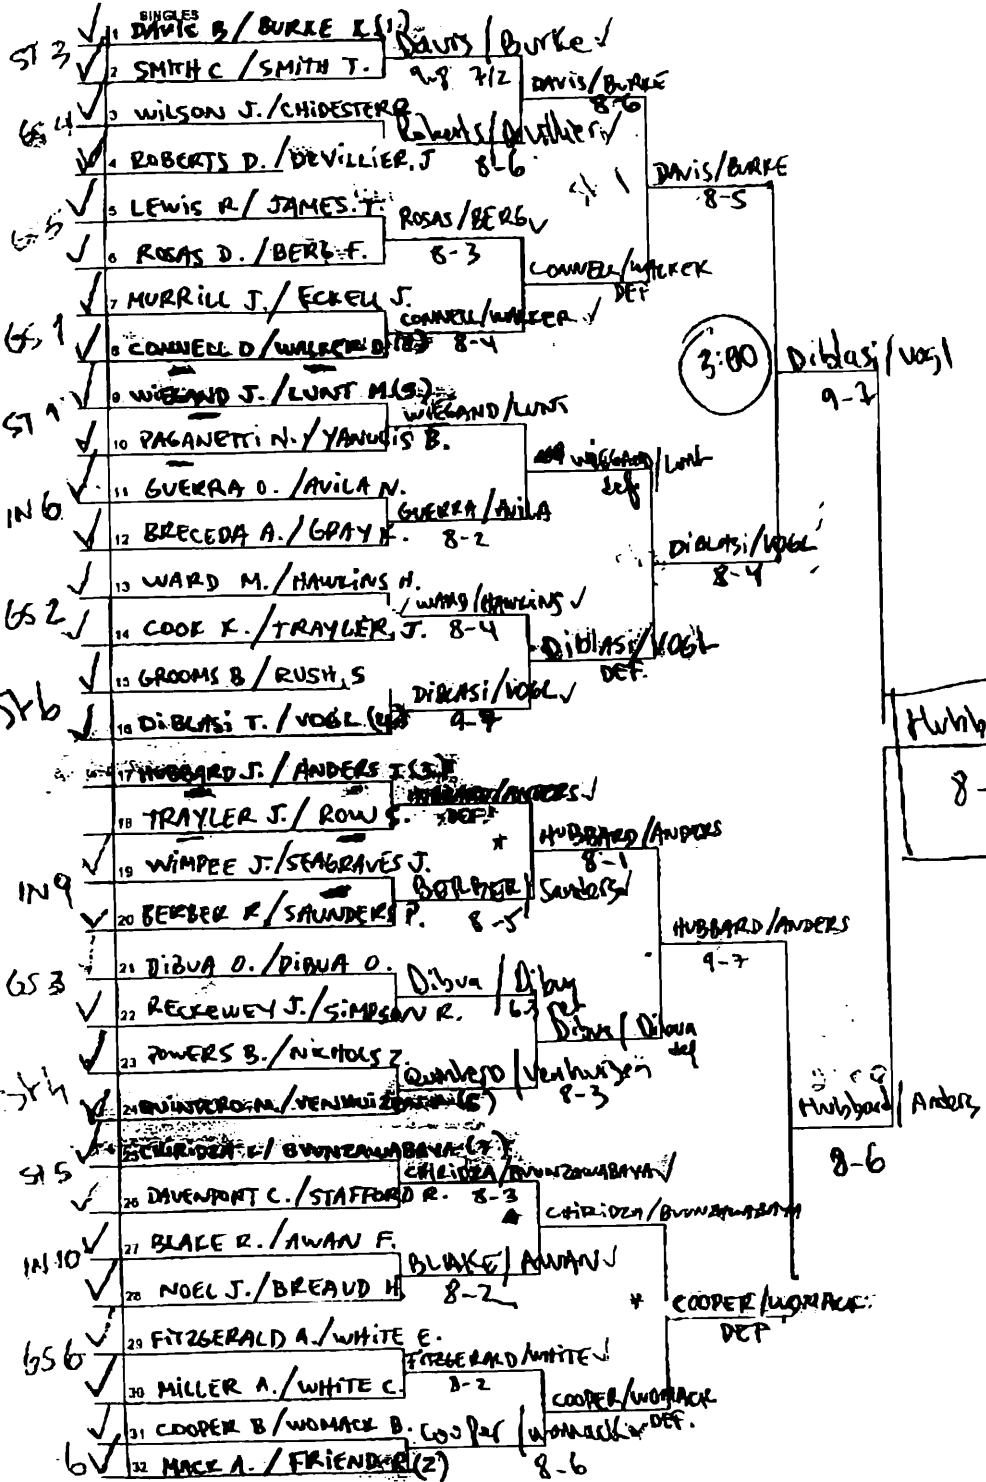 SINGLES
ST 3
1 DAVIS B / BURKE K (1)
2 SMITH C / SMITH T.
GS 4
3 WILSON J. / CHIDESTER R
4 ROBERTS D. / DEVILLIER, J
5 LEWIS R / JAMES. T.
6 ROSAS D. / BERG F.
GS 1
7 MURRILL J. / ECKELL J.
8 CONNELL D / WALKER D (8)
ST 1
9 WIEGAND J. / LUNT M. (5)
10 PAGANETTI N. / YANULIS B.
IN 6
11 GUERRA O. / AVILA N.
12 BRECEDA A. / GRAY K.
GS 2
13 WARD M. / HAWKINS H.
14 COOK K. / TRAYLER, J.
St 6
15 GROOMS B / RUSH, S
16 DIBLASI T. / VOGL (4)
17 HUBBARD J. / ANDERS J. (3)
18 TRAYLER J. / ROW S.
IN 9
19 WIMPEE J. / SEAGRAVES J.
20 BERBER R / SAUNDERS P.
GS 3
21 DIBUA O. / DIBUA O.
22 RECKEWEY J. / SIMPSON R.
23 POWERS B. / NICHOLS Z.
24 QUINTERO M. / VENHUIZEN
ST 5
25 CHIRIDZA / BVUNZAWABAYA (7)
26 DAVENPORT C. / STAFFORD R.
IN 10
27 BLAKE R. / AWAN F.
28 NOEL J. / BREAUD H
GS 6
29 FITZGERALD A. / WHITE E.
30 MILLER A. / WHITE C.
6
31 COOPER B / WOMACK B.
32 MACK A. / FRIENDER (2)
Davis / Burke
9-8 7/2
Roberts / Devillier
8-6
ROSAS / BERG
8-3
CONNELL / WALKER
8-4
WIEGAND / LUNT
GUERRA / AVILA
8-2
WARD / HAWKINS
8-4
DIBLASI / VOGL
9-7
HUBBARD / ANDERS
DEF.
BERBER / Saunders
8-5
Dibua / Dibua
Quintero / Venhuizen
8-3
CHIRIDZA / BVUNZAWABAYA
8-3
BLAKE / AWAN
8-2
FITZGERALD / WHITE
8-2
Cooper / Womack
8-6
DAVIS / BURKE
8-6
CONNELL / WALKER
DEF
WIEGAND / Lunt
def
DIBLASI / VOGL
DEF.
HUBBARD / ANDERS
8-1
Dibua / Dibua
def
CHIRIDZA / BVUNZAWABAYA
COOPER / WOMACK
DEF.
DAVIS / BURKE
8-5
DIBLASI / VOGL
8-4
HUBBARD / ANDERS
9-7
COOPER / WOMACK
DEF
3:00
Diblasi / Vogl
9-7
Hubbard / Anders
8-6
Hubb
8-